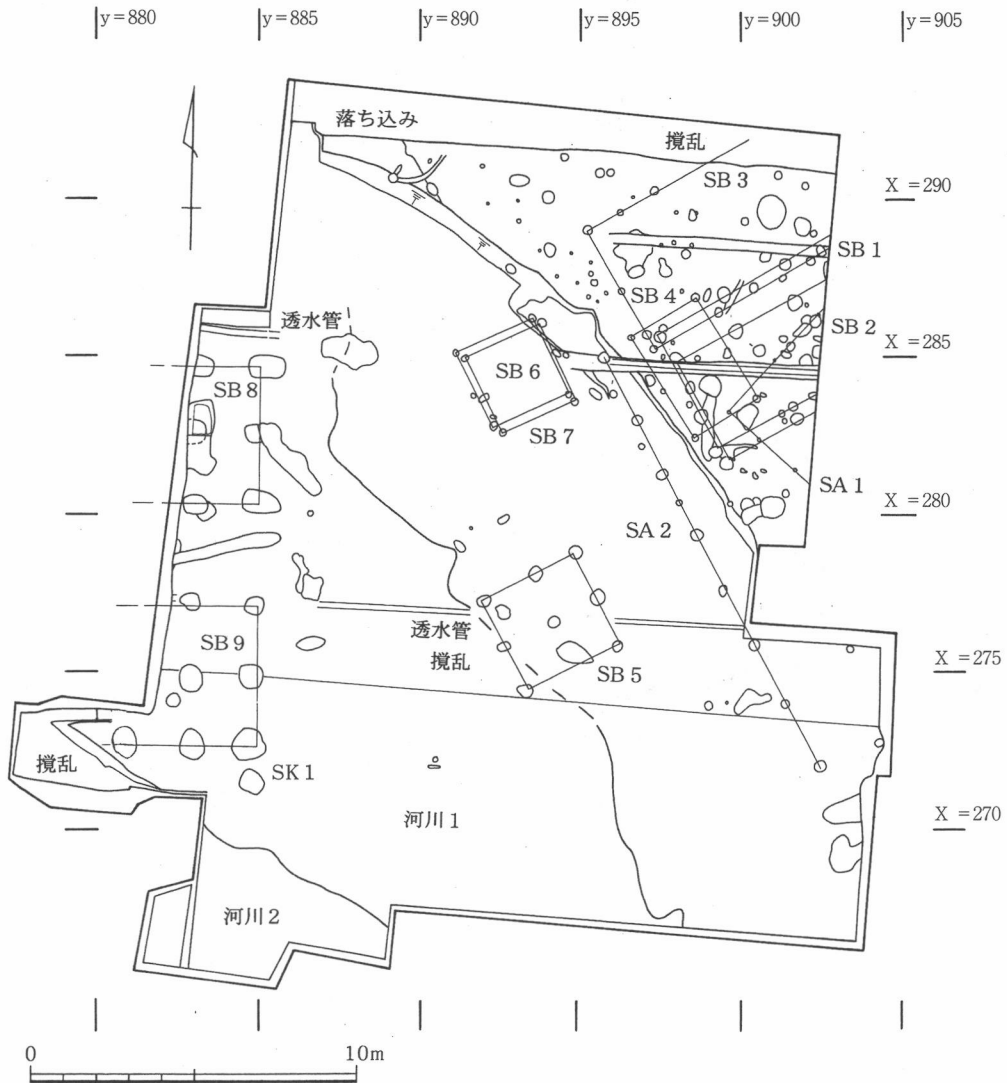 y=880
y=885
y=890
y=895
y=900
y=905
落ち込み
撹乱
X =290
SB 3
SB 1
SB 4
SB 2
透水管
X =285
SB 8
SB 6
SB 7
SA 1
X =280
SA 2
SB 9
透水管
撹乱
SB 5
X =275
撹乱
SK 1
河川 1
X =270
河川 2
0
10m